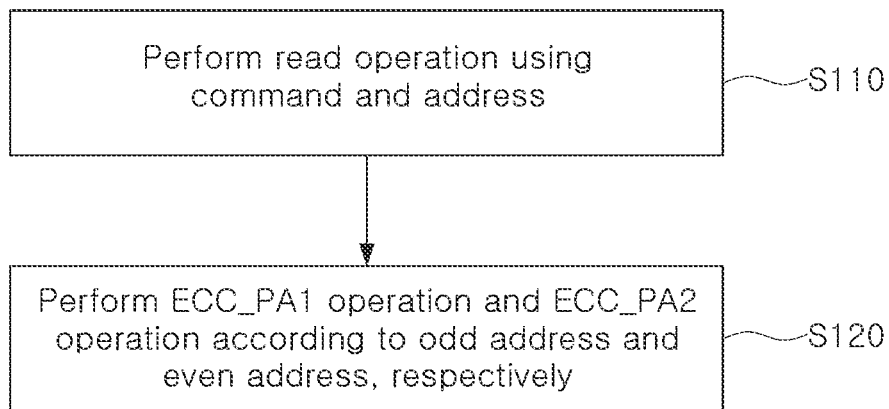 Perform read operation using
command and address
S110
Perform ECC_PA1 operation and ECC_PA2
operation according to odd address and
even address, respectively
S120